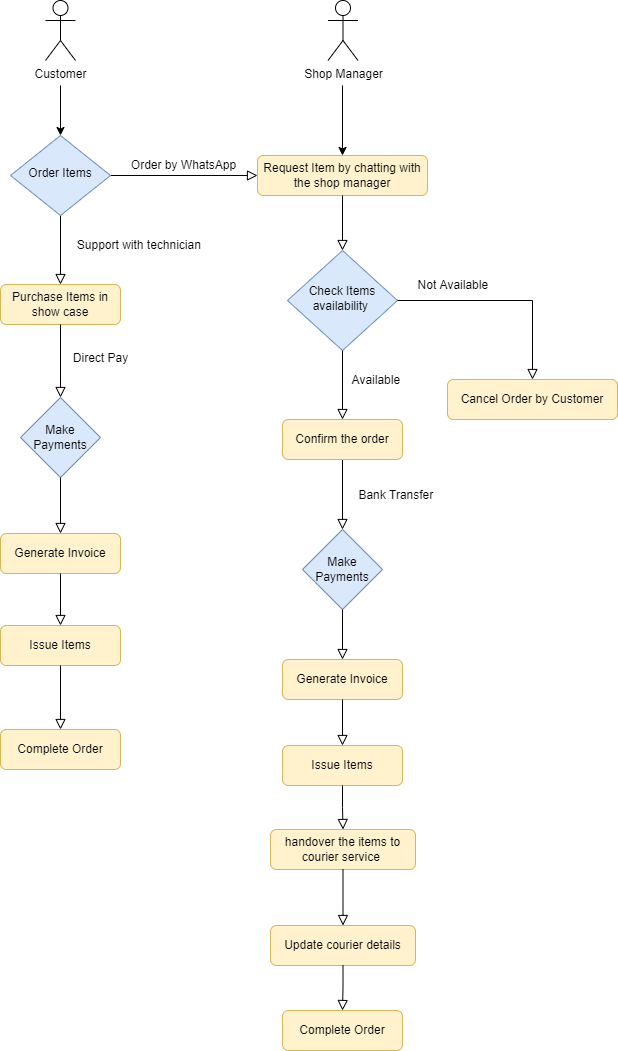 Customer
Shop Manager
Order Items
Order by WhatsApp
Request Item by chatting with
the shop manager
Support with technician
Purchase Items in
show case
Check Items
availability
Not Available
Direct Pay
Available
Cancel Order by Customer
Make
Payments
Confirm the order
Bank Transfer
Generate Invoice
Make
Payments
Issue Items
Generate Invoice
Complete Order
Issue Items
handover the items to
courier service
Update courier details
Complete Order